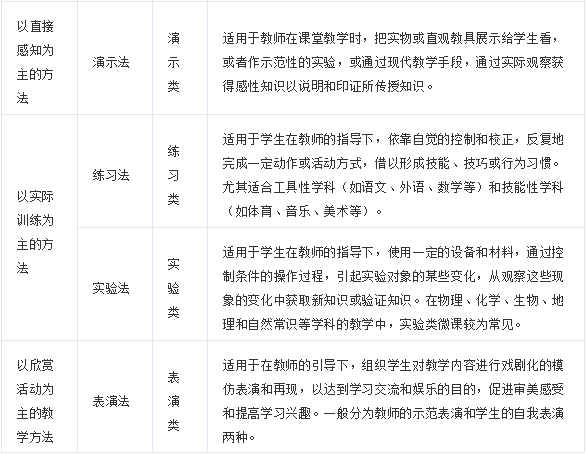 以直接
感知为
主的方
法
演示法
演
示
类
适用于教师在课堂教学时，把实物或直观教具展示给学生看，
或者作示范性的实验，或通过现代教学手段，通过实际观察获
得感性知识以说明和印证所传授知识。
以实际
训练为
主的方
法
练习法
练
习
类
适用于学生在教师的指导下，依靠自觉的控制和校正，反复地
完成一定动作或活动方式，借以形成技能、技巧或行为习惯。
尤其适合工具性学科（如语文、外语、数学等）和技能性学科
（如体育、音乐、美术等）。
实验法
实
验
类
适用于学生在教师的指导下，使用一定的设备和材料，通过控
制条件的操作过程，引起实验对象的某些变化，从观察这些现
象的变化中获取新知识或验证知识。在物理、化学、生物、地
理和自然常识等学科的教学中，实验类微课较为常见。
以欣赏
活动为
主的教
学方法
表演法
表
演
类
适用于在教师的引导下，组织学生对教学内容进行戏剧化的模
仿表演和再现，以达到学习交流和娱乐的目的，促进审美感受
和提高学习兴趣。一般分为教师的示范表演和学生的自我表演
两种。